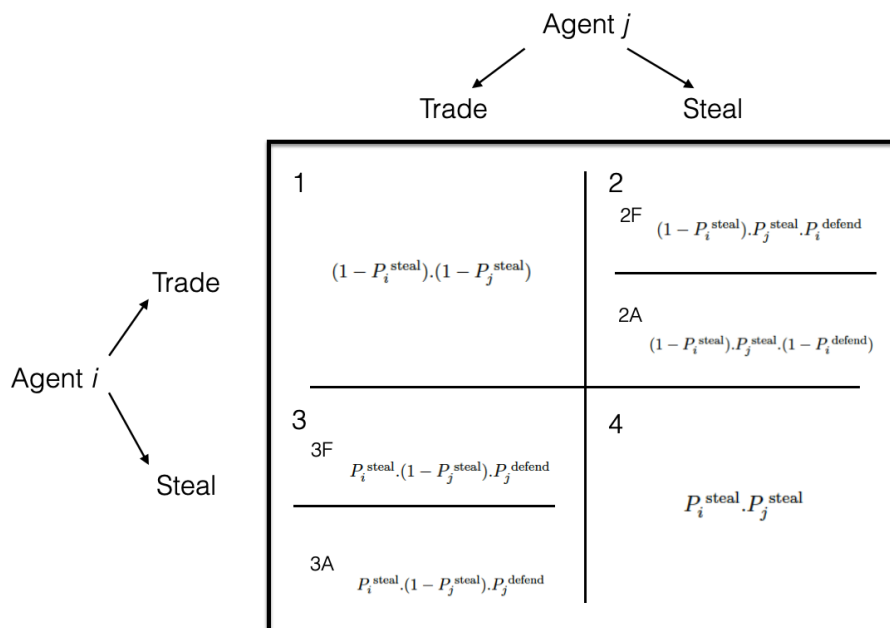 Agent j
Trade Steal
1 2
2F (1 − P_i^steal).P_j^steal.P_i^defend
(1 − P_i^steal).(1 − P_j^steal)
Trade
2A (1 − P_i^steal).P_j^steal.(1 − P_i^defend)
Agent i
3 4
3F P_i^steal.(1 − P_j^steal).P_j^defend
Steal
P_i^steal.P_j^steal
3A P_i^steal.(1 − P_j^steal).P_j^defend